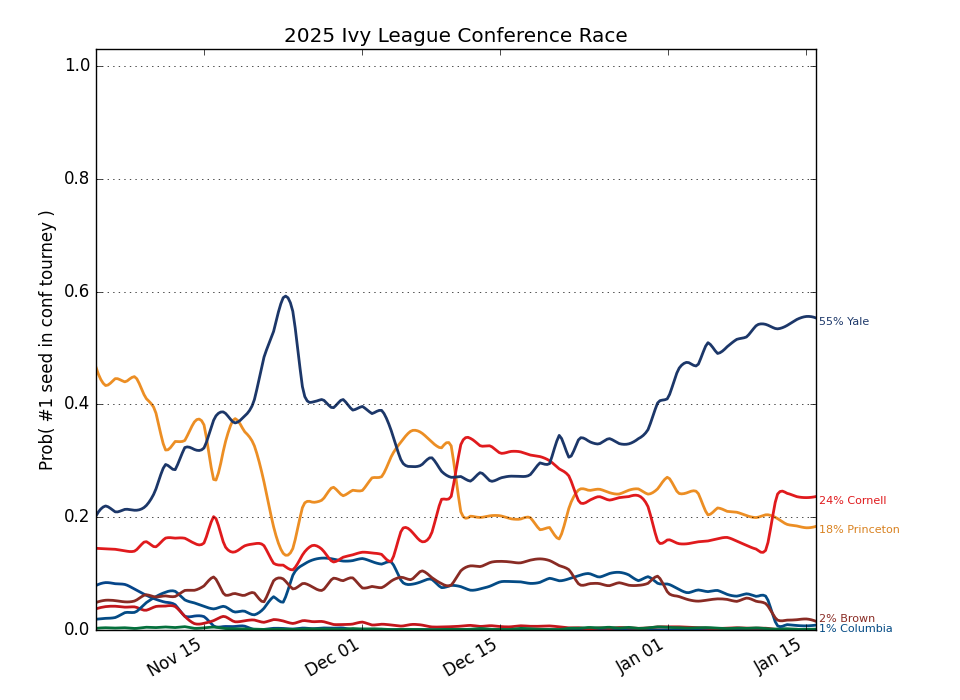 2025 Ivy League Conference Race
Prob( #1 seed in conf tourney )
1.0
0.8
0.6
0.4
0.2
0.0
Nov 15
Dec 01
Dec 15
Jan 01
Jan 15
55% Yale
24% Cornell
18% Princeton
2% Brown
1% Columbia